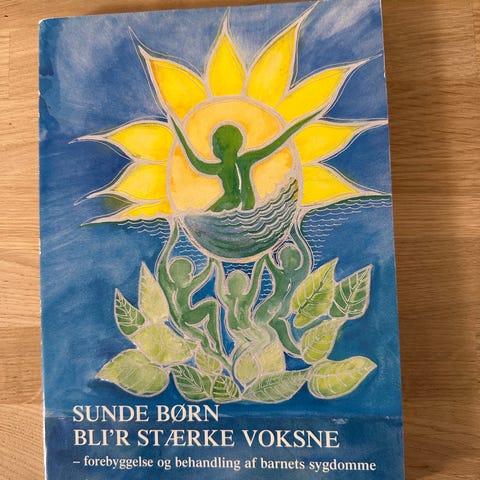 SUNDE BØRN
BLI'R STÆRKE VOKSNE
– forebyggelse og behandling af barnets sygdomme